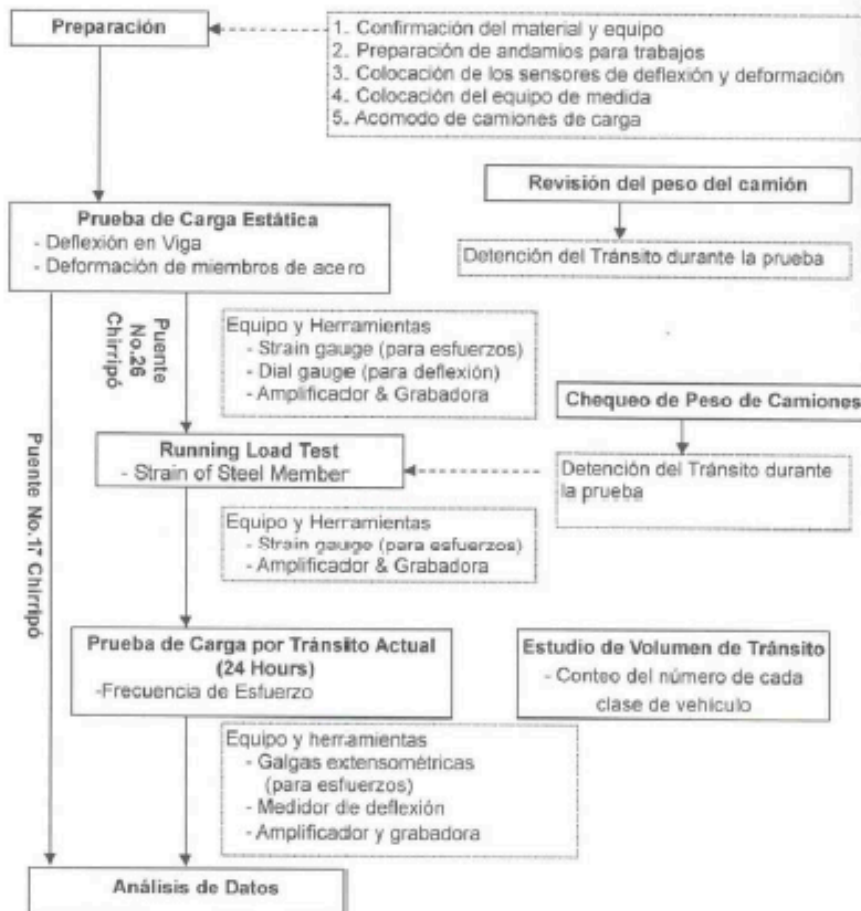 Preparación
1. Confirmación del material y equipo
2. Preparación de andamios para trabajos
3. Colocación de los sensores de deflexión y deformación
4. Colocación del equipo de medida
5. Acomodo de camiones de carga
Revisión del peso del camión
Detención del Tránsito durante la prueba
Prueba de Carga Estática
- Deflexión en Viga
- Deformación de miembros de acero
Puente
No.26
Chirripó
Equipo y Herramientas
- Strain gauge (para esfuerzos)
- Dial gauge (para deflexión)
- Amplificador & Grabadora
Chequeo de Peso de Camiones
Detención del Tránsito durante
la prueba
Running Load Test
- Strain of Steel Member
Puente No.17 Chirripó
Equipo y Herramientas
- Strain gauge (para esfuerzos)
- Amplificador & Grabadora
Prueba de Carga por Tránsito Actual
(24 Hours)
-Frecuencia de Esfuerzo
Estudio de Volumen de Tránsito
- Conteo del número de cada
clase de vehículo
Equipo y herramientas
- Galgas extensométricas
(para esfuerzos)
- Medidor de deflexión
- Amplificador y grabadora
Análisis de Datos